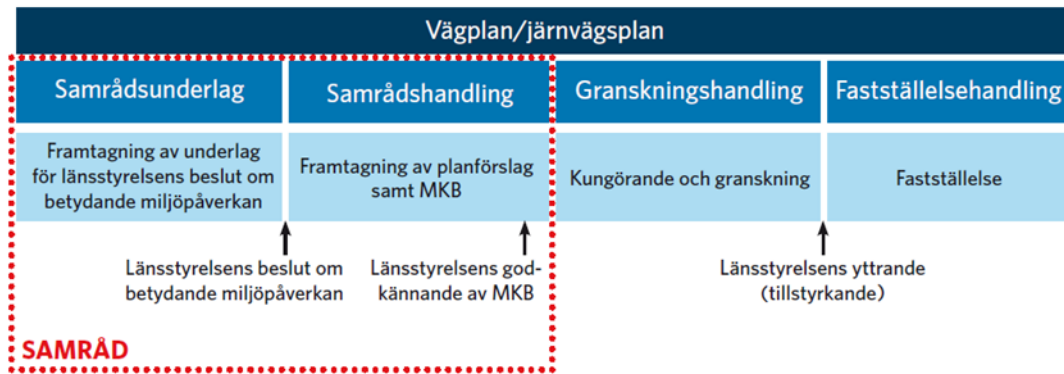 Vägplan/järnvägsplan
Samrådsunderlag
Samrådshandling
Granskningshandling
Fastställelsehandling
Framtagning av underlag
för länsstyrelsens beslut om
betydande miljöpåverkan
Framtagning av planförslag
samt MKB
Kungörande och granskning
Fastställelse
Länsstyrelsens beslut om
betydande miljöpåverkan
Länsstyrelsens god-
kännande av MKB
Länsstyrelsens yttrande
(tillstyrkande)
SAMRÅD